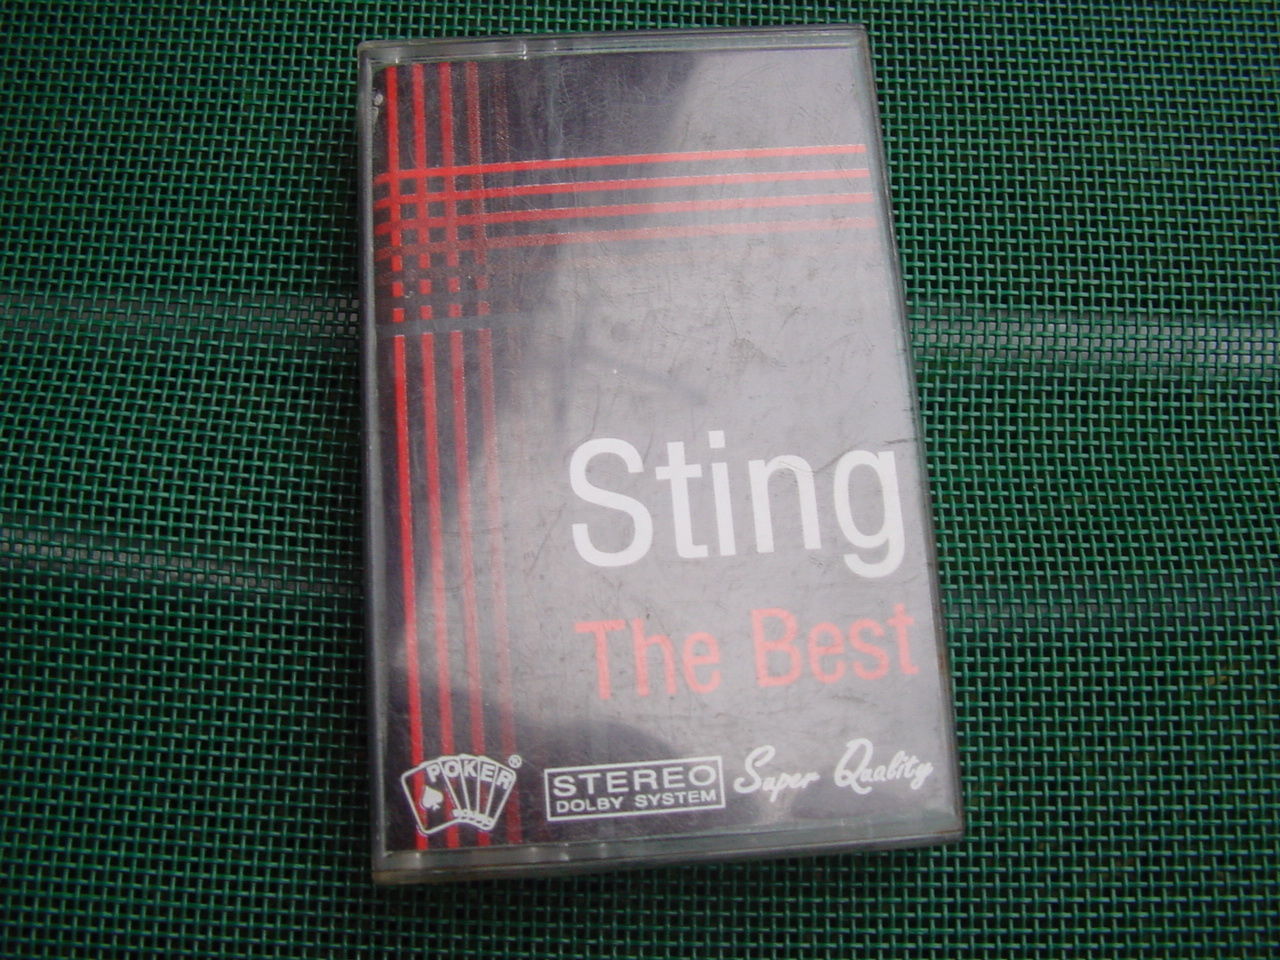 Sting
The Best
POKER®
STEREO
DOLBY SYSTEM
Super Quality